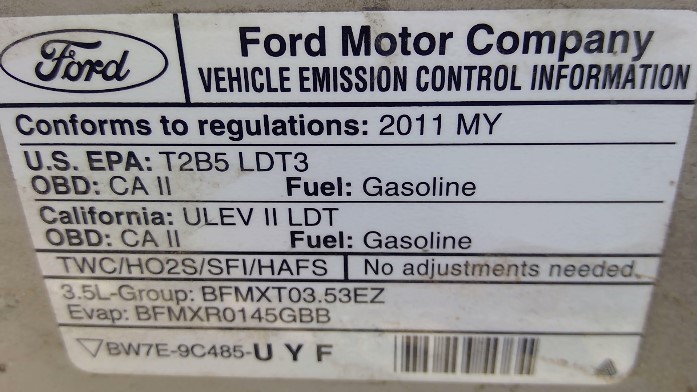 Ford
Ford Motor Company
VEHICLE EMISSION CONTROL INFORMATION
Conforms to regulations: 2011 MY
U.S. EPA: T2B5 LDT3
OBD: CA II Fuel: Gasoline
California: ULEV II LDT
OBD: CA II Fuel: Gasoline
TWC/HO2S/SFI/HAFS No adjustments needed.
3.5L-Group: BFMXT03.53EZ
Evap: BFMXR0145GBB
BW7E-9C485-U Y F